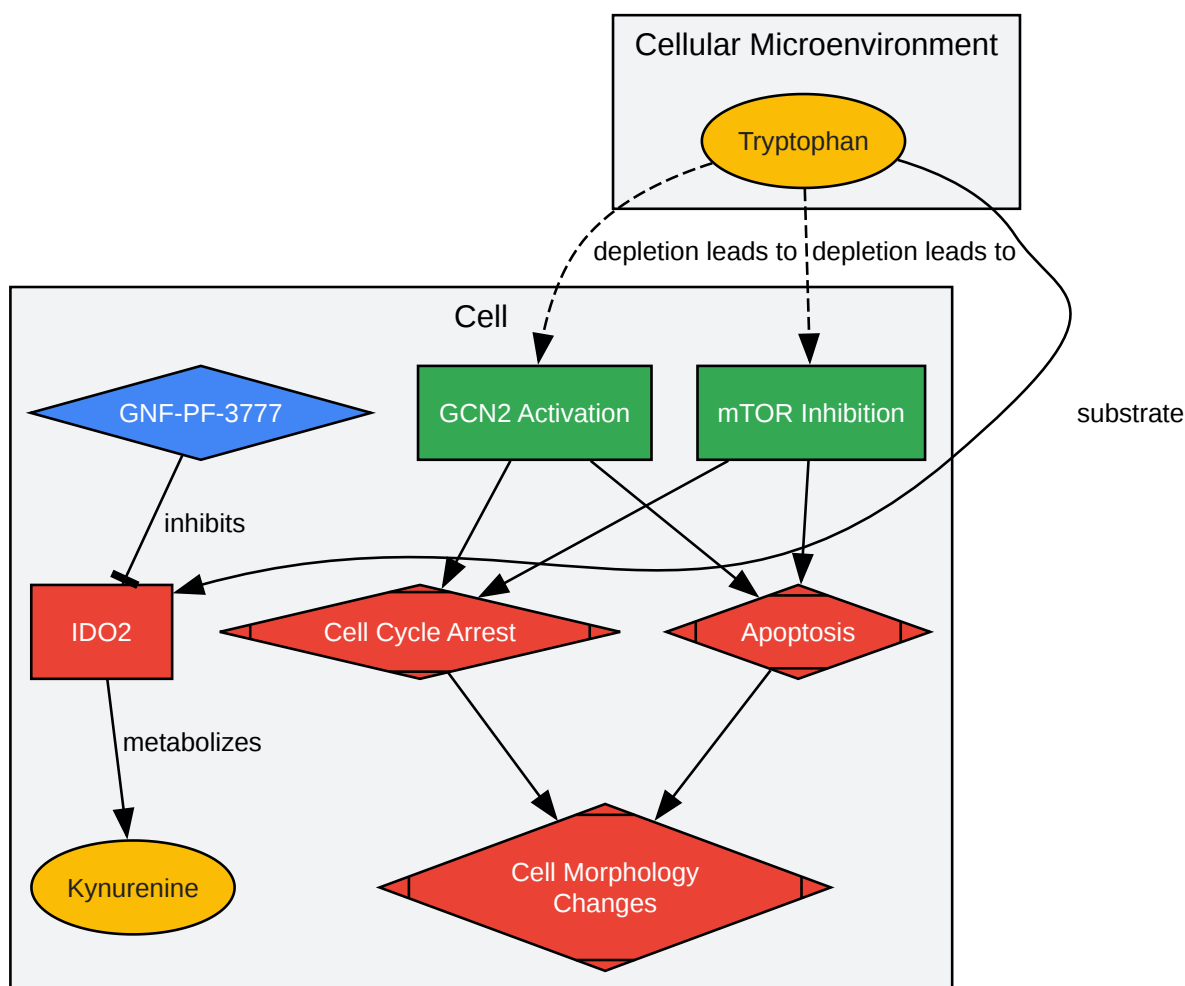 Cellular Microenvironment
Tryptophan
depletion leads to
depletion leads to
Cell
GNF-PF-3777
GCN2 Activation
mTOR Inhibition
substrate
inhibits
IDO2
Cell Cycle Arrest
Apoptosis
metabolizes
Kynurenine
Cell Morphology
Changes